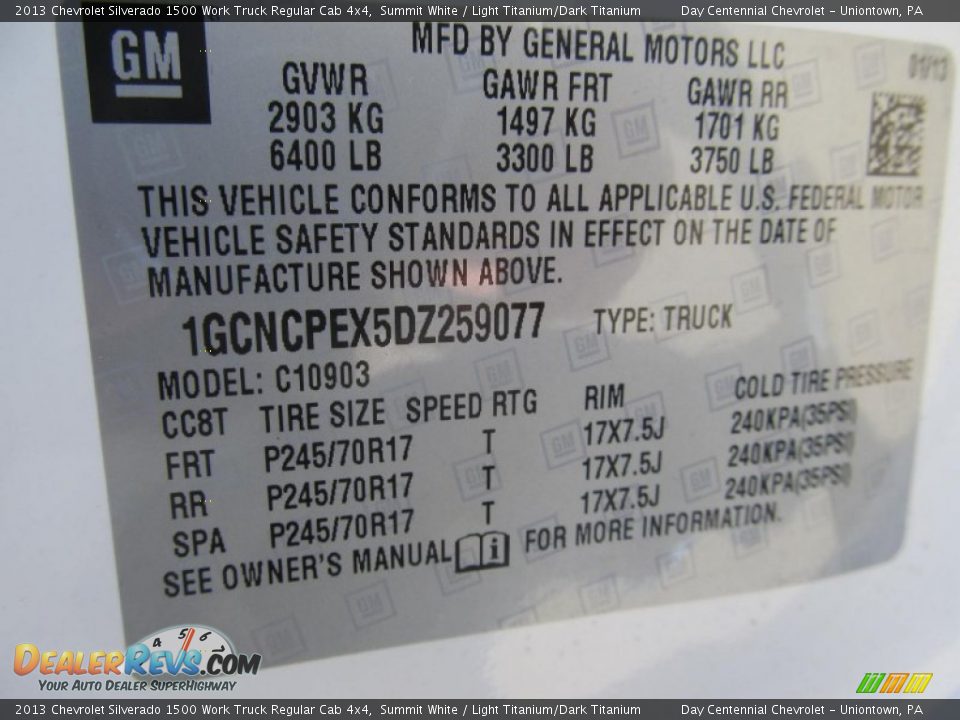 2013 Chevrolet Silverado 1500 Work Truck Regular Cab 4x4, Summit White / Light Titanium/Dark Titanium Day Centennial Chevrolet - Uniontown, PA
GM
MFD BY GENERAL MOTORS LLC
01/13
GVWR GAWR FRT GAWR RR
2903 KG 1497 KG 1701 KG
6400 LB 3300 LB 3750 LB
THIS VEHICLE CONFORMS TO ALL APPLICABLE U.S. FEDERAL MOTOR
VEHICLE SAFETY STANDARDS IN EFFECT ON THE DATE OF
MANUFACTURE SHOWN ABOVE.
1GCNCPEX5DZ259077 TYPE: TRUCK
MODEL: C10903
CC8T TIRE SIZE SPEED RTG RIM COLD TIRE PRESSURE
FRT P245/70R17 T 17X7.5J 240KPA(35PSI)
RR P245/70R17 T 17X7.5J 240KPA(35PSI)
SPA P245/70R17 T 17X7.5J 240KPA(35PSI)
SEE OWNER'S MANUAL i FOR MORE INFORMATION.
4 5 6
DealerRevs.com
Your Auto Dealer SuperHighway
2013 Chevrolet Silverado 1500 Work Truck Regular Cab 4x4, Summit White / Light Titanium/Dark Titanium Day Centennial Chevrolet - Uniontown, PA